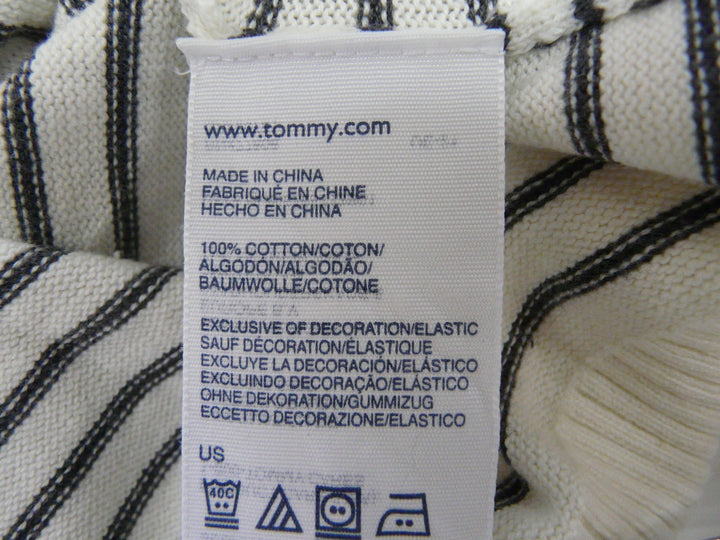 www.tommy.com
MADE IN CHINA
FABRIQUÉ EN CHINE
HECHO EN CHINA
100% COTTON/COTON/
ALGODÓN/ALGODÃO/
BAUMWOLLE/COTONE
EXCLUSIVE OF DECORATION/ELASTIC
SAUF DÉCORATION/ÉLASTIQUE
EXCLUYE LA DECORACIÓN/ELÁSTICO
EXCLUINDO DECORAÇÃO/ELÁSTICO
OHNE DEKORATION/GUMMIZUG
ECCETTO DECORAZIONE/ELASTICO
US
40C